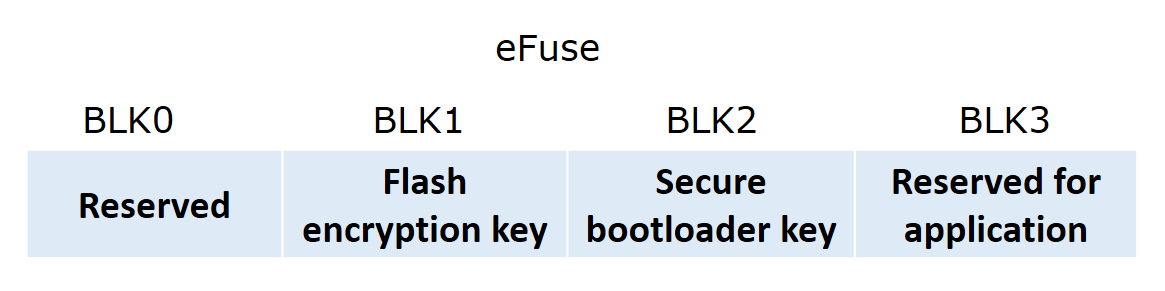 eFuse
BLK0 BLK1 BLK2 BLK3
Reserved
Flash
encryption key
Secure
bootloader key
Reserved for
application